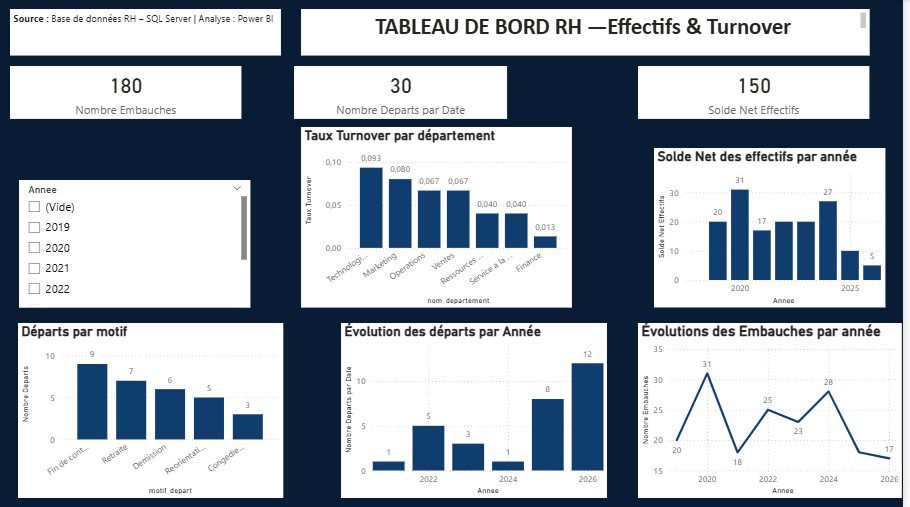 Source : Base de données RH – SQL Server | Analyse : Power BI
TABLEAU DE BORD RH —Effectifs & Turnover
180
Nombre Embauches
30
Nombre Departs par Date
150
Solde Net Effectifs
Annee
(Vide)
2019
2020
2021
2022
Taux Turnover par département
Taux Turnover
0,10
0,05
0,00
0,093
0,080
0,067
0,067
0,040
0,040
0,013
Technologi...
Marketing
Operations
Ventes
Ressources ...
Service a la ...
Finance
nom_departement
Solde Net des effectifs par année
Solde Net Effectifs
30
20
10
0
20
31
17
27
5
2020
2025
Annee
Départs par motif
Nombre Departs
10
5
0
9
7
6
5
3
Fin de cont...
Retraite
Demission
Reorientati...
Congedie...
motif_depart
Évolution des départs par Année
Nombre Departs par Date
10
5
0
1
5
3
1
8
12
2022
2024
2026
Annee
Évolutions des Embauches par année
Nombre Embauches
35
30
25
20
15
20
31
18
25
23
28
17
2020
2022
2024
2026
Annee